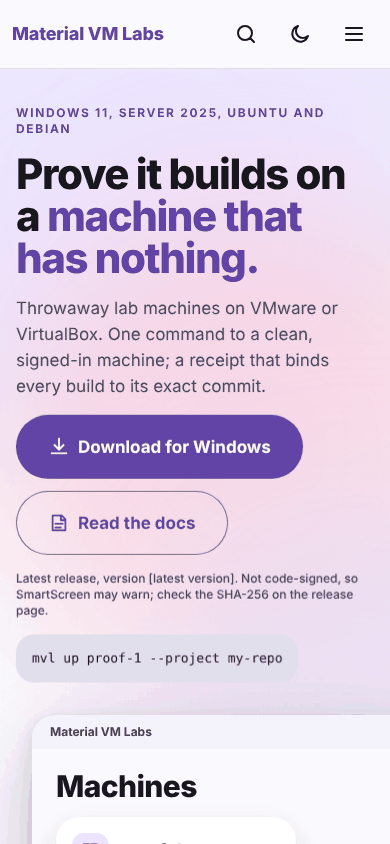 Material VM Labs
WINDOWS 11, SERVER 2025, UBUNTU AND
DEBIAN
Prove it builds on
a machine that
has nothing.
Throwaway lab machines on VMware or
VirtualBox. One command to a clean,
signed-in machine; a receipt that binds
every build to its exact commit.
Download for Windows
Read the docs
Latest release, version [latest version]. Not code-signed, so
SmartScreen may warn; check the SHA-256 on the release
page.
mvl up proof-1 --project my-repo
Material VM Labs
Machines